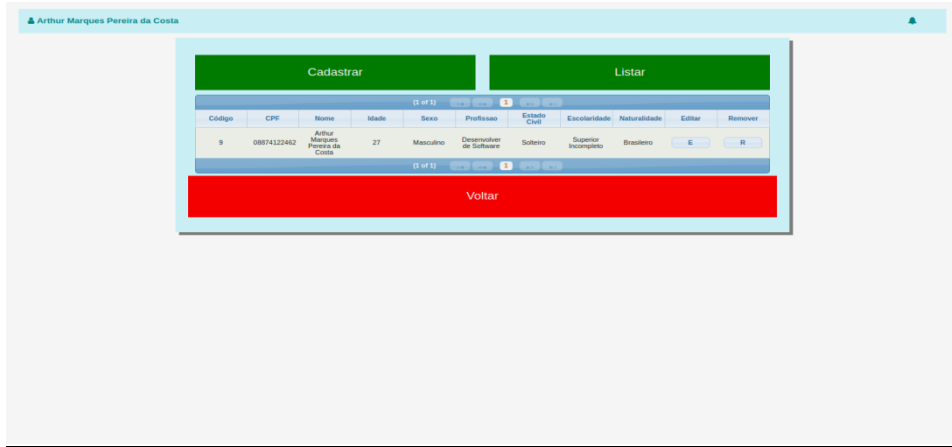 Arthur Marques Pereira da Costa
Cadastrar Listar
(1 of 1) 1
Código CPF Nome Idade Sexo Profissao Estado Civil Escolaridade Naturalidade Editar Remover
9 08874122462 Arthur Marques Pereira da Costa 27 Masculino Desenvolver de Software Solteiro Superior Incompleto Brasileiro E R
(1 of 1) 1
Voltar